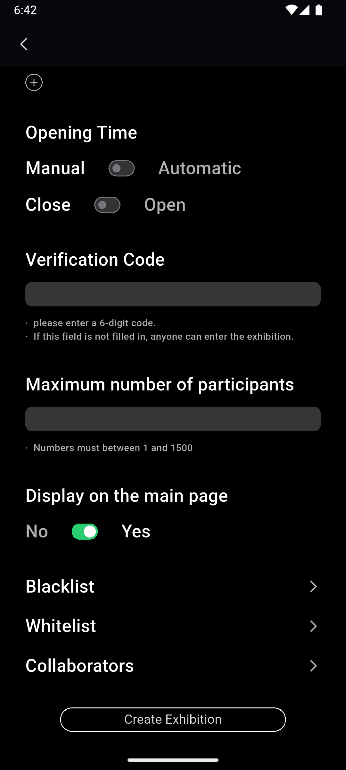 6:42
Opening Time
Manual Automatic
Close Open
Verification Code
· please enter a 6-digit code.
· If this field is not filled in, anyone can enter the exhibition.
Maximum number of participants
· Numbers must between 1 and 1500
Display on the main page
No Yes
Blacklist
Whitelist
Collaborators
Create Exhibition